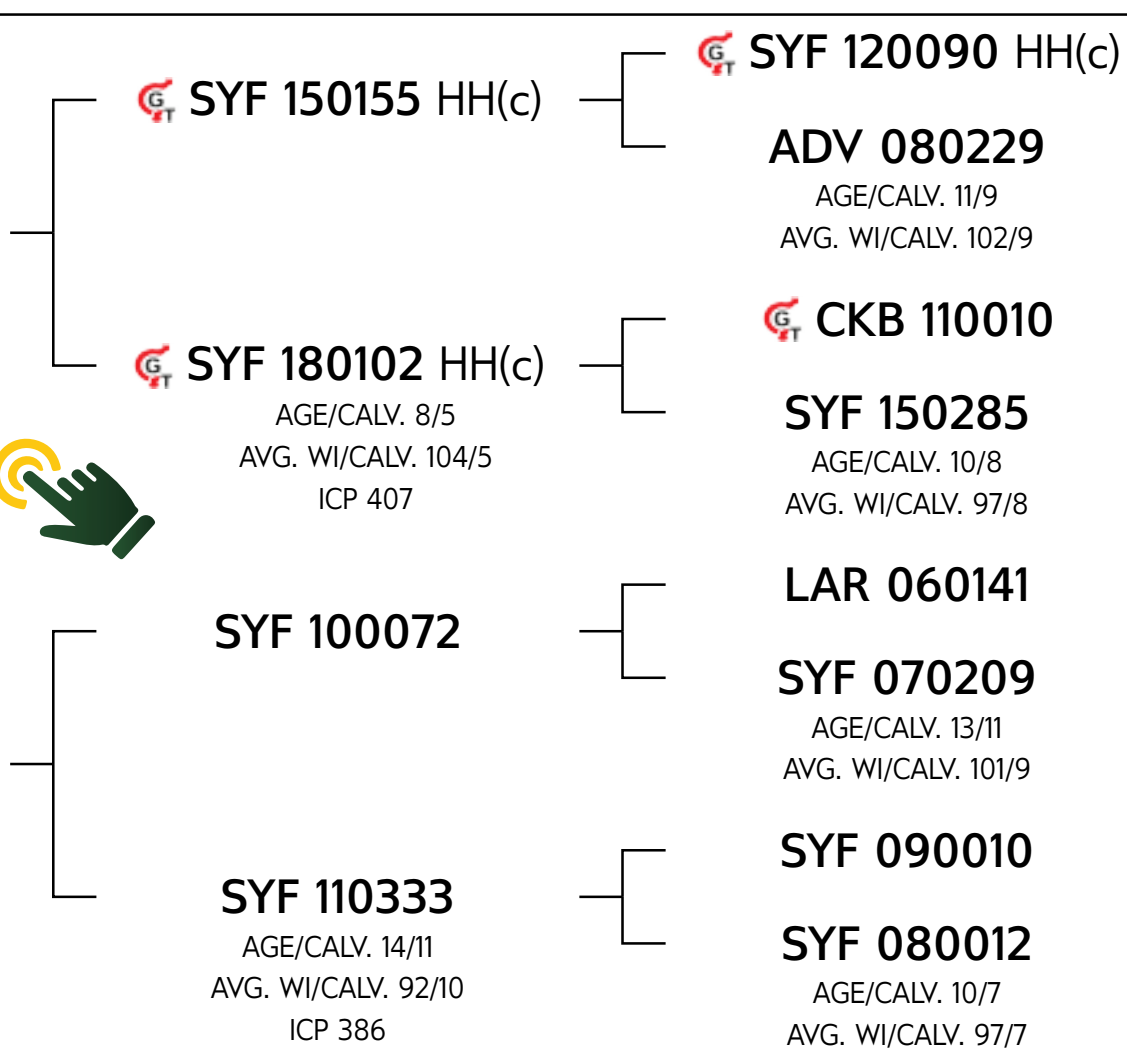 GT SYF 120090 HH(c)
GT SYF 150155 HH(c)
ADV 080229
AGE/CALV. 11/9
AVG. WI/CALV. 102/9
GT CKB 110010
GT SYF 180102 HH(c)
AGE/CALV. 8/5
AVG. WI/CALV. 104/5
ICP 407
SYF 150285
AGE/CALV. 10/8
AVG. WI/CALV. 97/8
LAR 060141
SYF 100072
SYF 070209
AGE/CALV. 13/11
AVG. WI/CALV. 101/9
SYF 090010
SYF 110333
AGE/CALV. 14/11
AVG. WI/CALV. 92/10
ICP 386
SYF 080012
AGE/CALV. 10/7
AVG. WI/CALV. 97/7